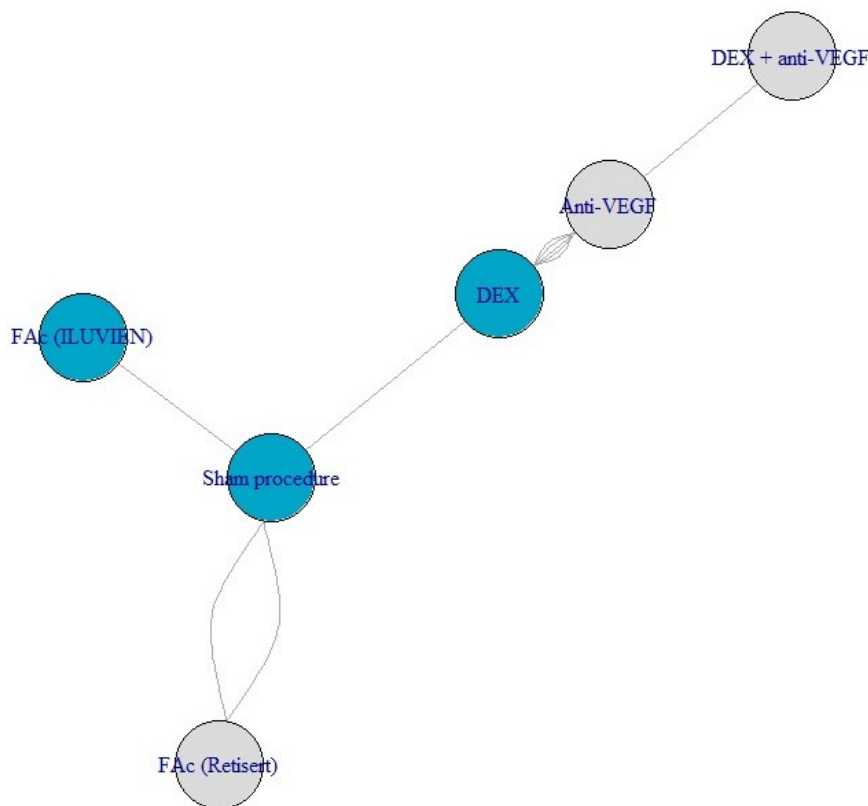 DEX + anti-VEGF
Anti-VEGF
DEX
FAc (ILUVIEN)
Sham procedure
FAc (Retisert)